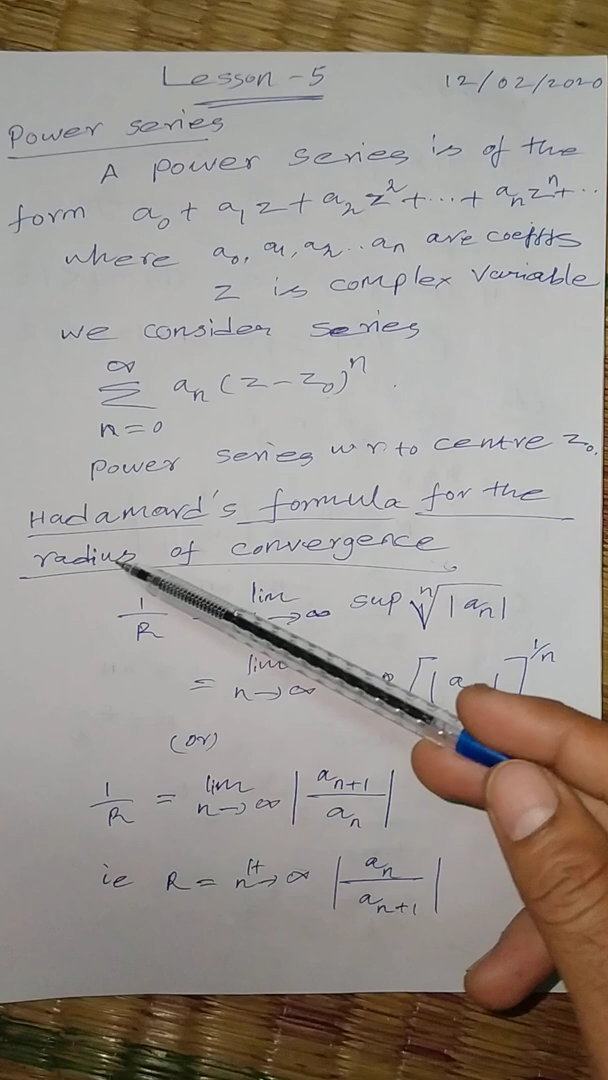 Lesson - 5
12/02/2020
Power series
A power series is of the
form a₀ + a₁z + a₂z² + ... + aₙzⁿ + ..
where a₀, a₁, a₂ .. aₙ are coeffts
z is complex variable
we consider series
∞
Σ aₙ (z - z₀)ⁿ.
n = 0
Power series w r. to centre z₀.
Hadamard's formula for the
radius of convergence
1/R lim → ∞ sup ⁿ√|aₙ|
= lim n → ∞ [|a |]^1/n
(or)
1/R = lim n → ∞ |aₙ₊₁/aₙ|
ie R = lt n → ∞ |aₙ/aₙ₊₁|